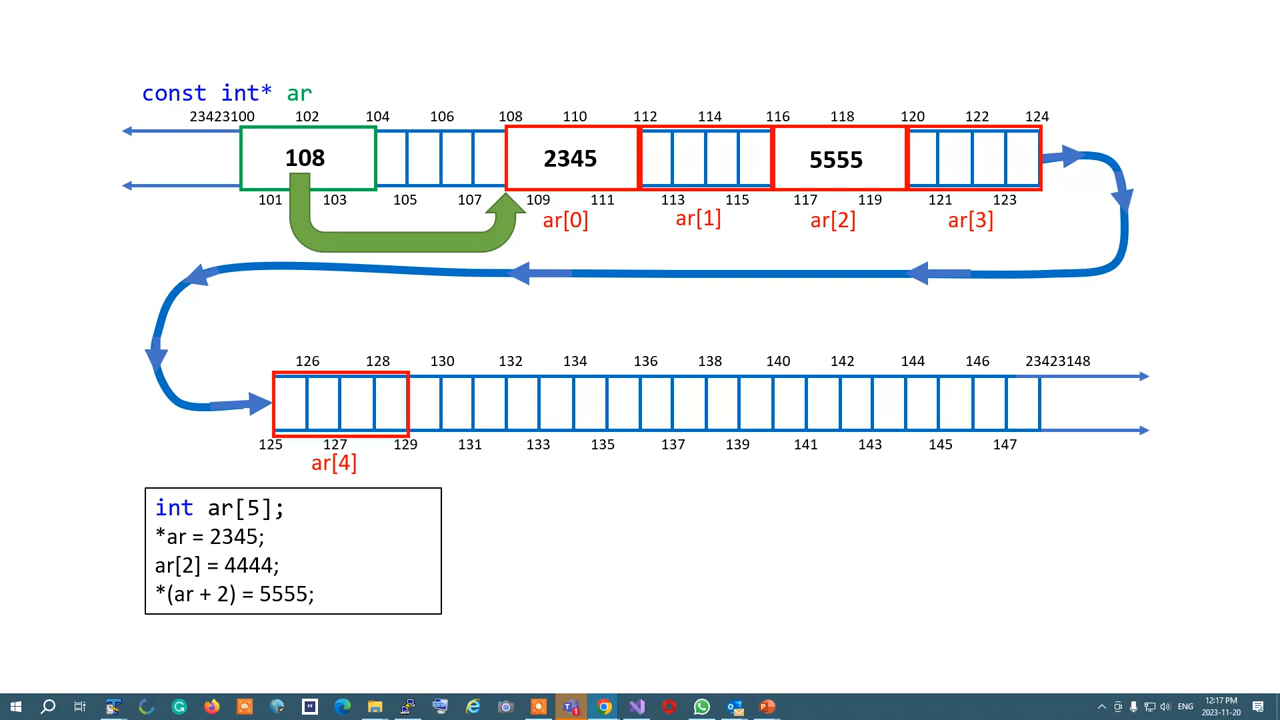 const int* ar
23423100 102 104 106 108 110 112 114 116 118 120 122 124
108 2345 5555
101 103 105 107 109 111 113 115 117 119 121 123
ar[0] ar[1] ar[2] ar[3]
126 128 130 132 134 136 138 140 142 144 146 23423148
125 127 129 131 133 135 137 139 141 143 145 147
ar[4]
int ar[5];
*ar = 2345;
ar[2] = 4444;
*(ar + 2) = 5555;
ENG
12:17 PM
2023-11-20